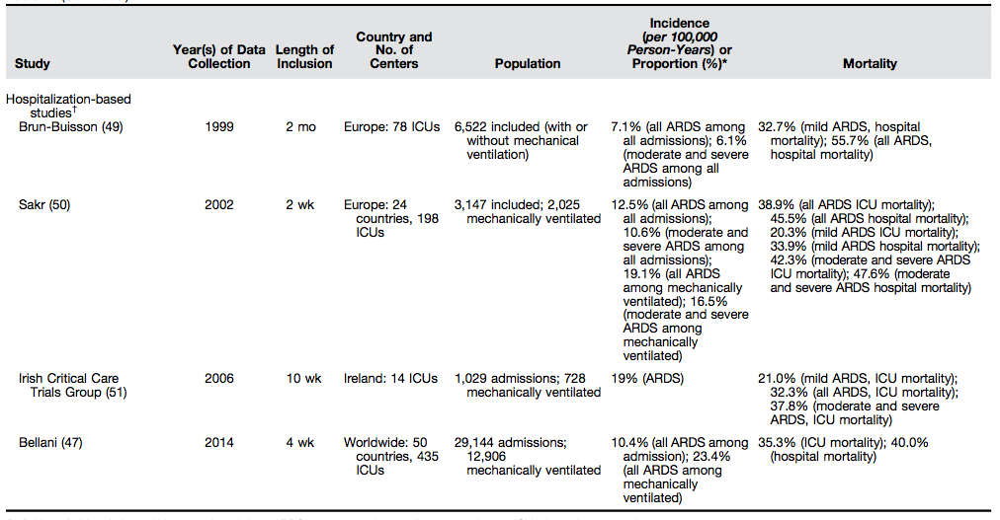 Study
Year(s) of Data
Collection
Length of
Inclusion
Country and
No. of
Centers
Population
Incidence
(per 100,000
Person-Years) or
Proportion (%)*
Mortality
Hospitalization-based
studies†
Brun-Buisson (49)
1999
2 mo
Europe: 78 ICUs
6,522 included (with or
without mechanical
ventilation)
7.1% (all ARDS among
all admissions); 6.1%
(moderate and severe
ARDS among all
admissions)
32.7% (mild ARDS, hospital
mortality); 55.7% (all ARDS,
hospital mortality)
Sakr (50)
2002
2 wk
Europe: 24
countries, 198
ICUs
3,147 included; 2,025
mechanically ventilated
12.5% (all ARDS among
all admissions);
10.6% (moderate and
severe ARDS among
all admissions);
19.1% (all ARDS
among mechanically
ventilated); 16.5%
(moderate and severe
ARDS among
mechanically
ventilated)
38.9% (all ARDS ICU mortality);
45.5% (all ARDS hospital mortality);
20.3% (mild ARDS ICU mortality);
33.9% (mild ARDS hospital mortality);
42.3% (moderate and severe ARDS
ICU mortality); 47.6% (moderate
and severe ARDS hospital mortality)
Irish Critical Care
Trials Group (51)
2006
10 wk
Ireland: 14 ICUs
1,029 admissions; 728
mechanically ventilated
19% (ARDS)
21.0% (mild ARDS, ICU mortality);
32.3% (all ARDS, ICU mortality);
37.8% (moderate and severe
ARDS, ICU mortality)
Bellani (47)
2014
4 wk
Worldwide: 50
countries, 435
ICUs
29,144 admissions;
12,906
mechanically ventilated
10.4% (all ARDS among
admission); 23.4%
(all ARDS among
mechanically
ventilated)
35.3% (ICU mortality); 40.0%
(hospital mortality)